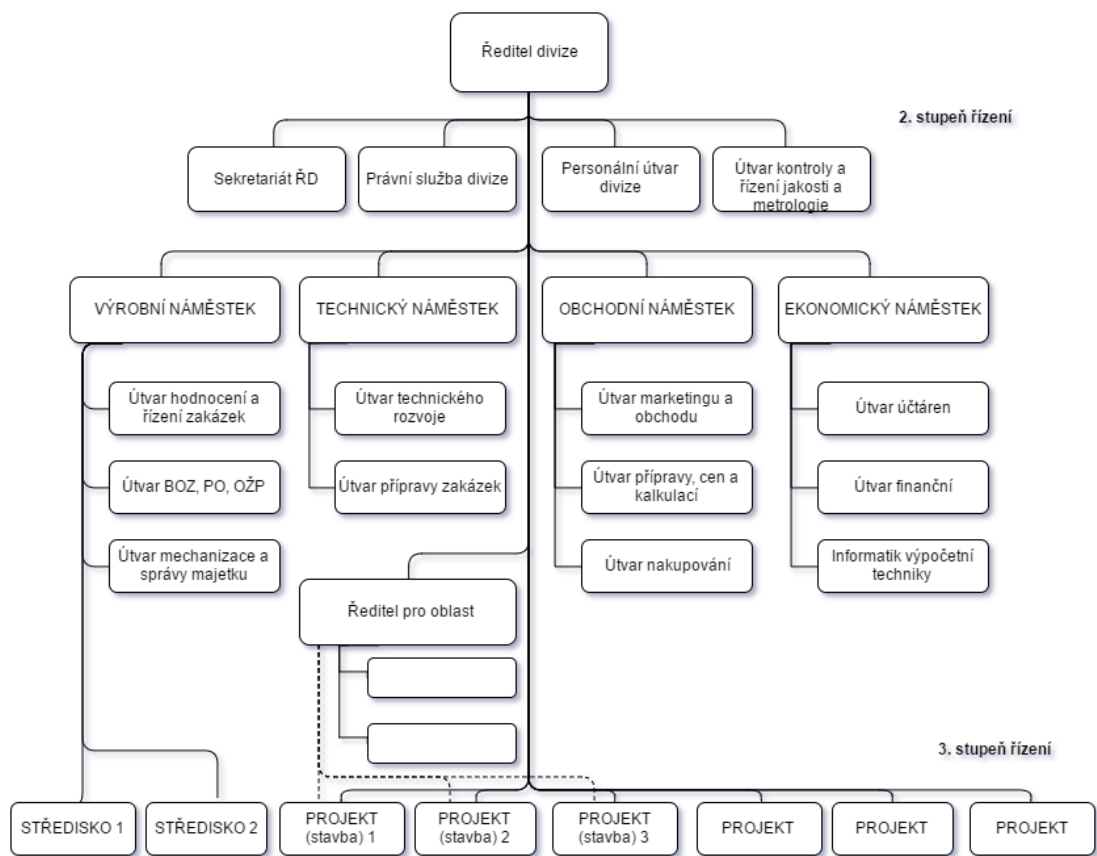 Ředitel divize
2. stupeň řízení
Sekretariát ŘD
Právní služba divize
Personální útvar
divize
Útvar kontroly a
řízení jakosti a
metrologie
VÝROBNÍ NÁMĚSTEK
TECHNICKÝ NÁMĚSTEK
OBCHODNÍ NÁMĚSTEK
EKONOMICKÝ NÁMĚSTEK
Útvar hodnocení a
řízení zakázek
Útvar technického
rozvoje
Útvar marketingu a
obchodu
Útvar účtáren
Útvar BOZ, PO, OŽP
Útvar přípravy zakázek
Útvar přípravy, cen a
kalkulací
Útvar finanční
Útvar mechanizace a
správy majetku
Útvar nakupování
Informatik výpočetní
techniky
Ředitel pro oblast
3. stupeň řízení
STŘEDISKO 1
STŘEDISKO 2
PROJEKT
(stavba) 1
PROJEKT
(stavba) 2
PROJEKT
(stavba) 3
PROJEKT
PROJEKT
PROJEKT